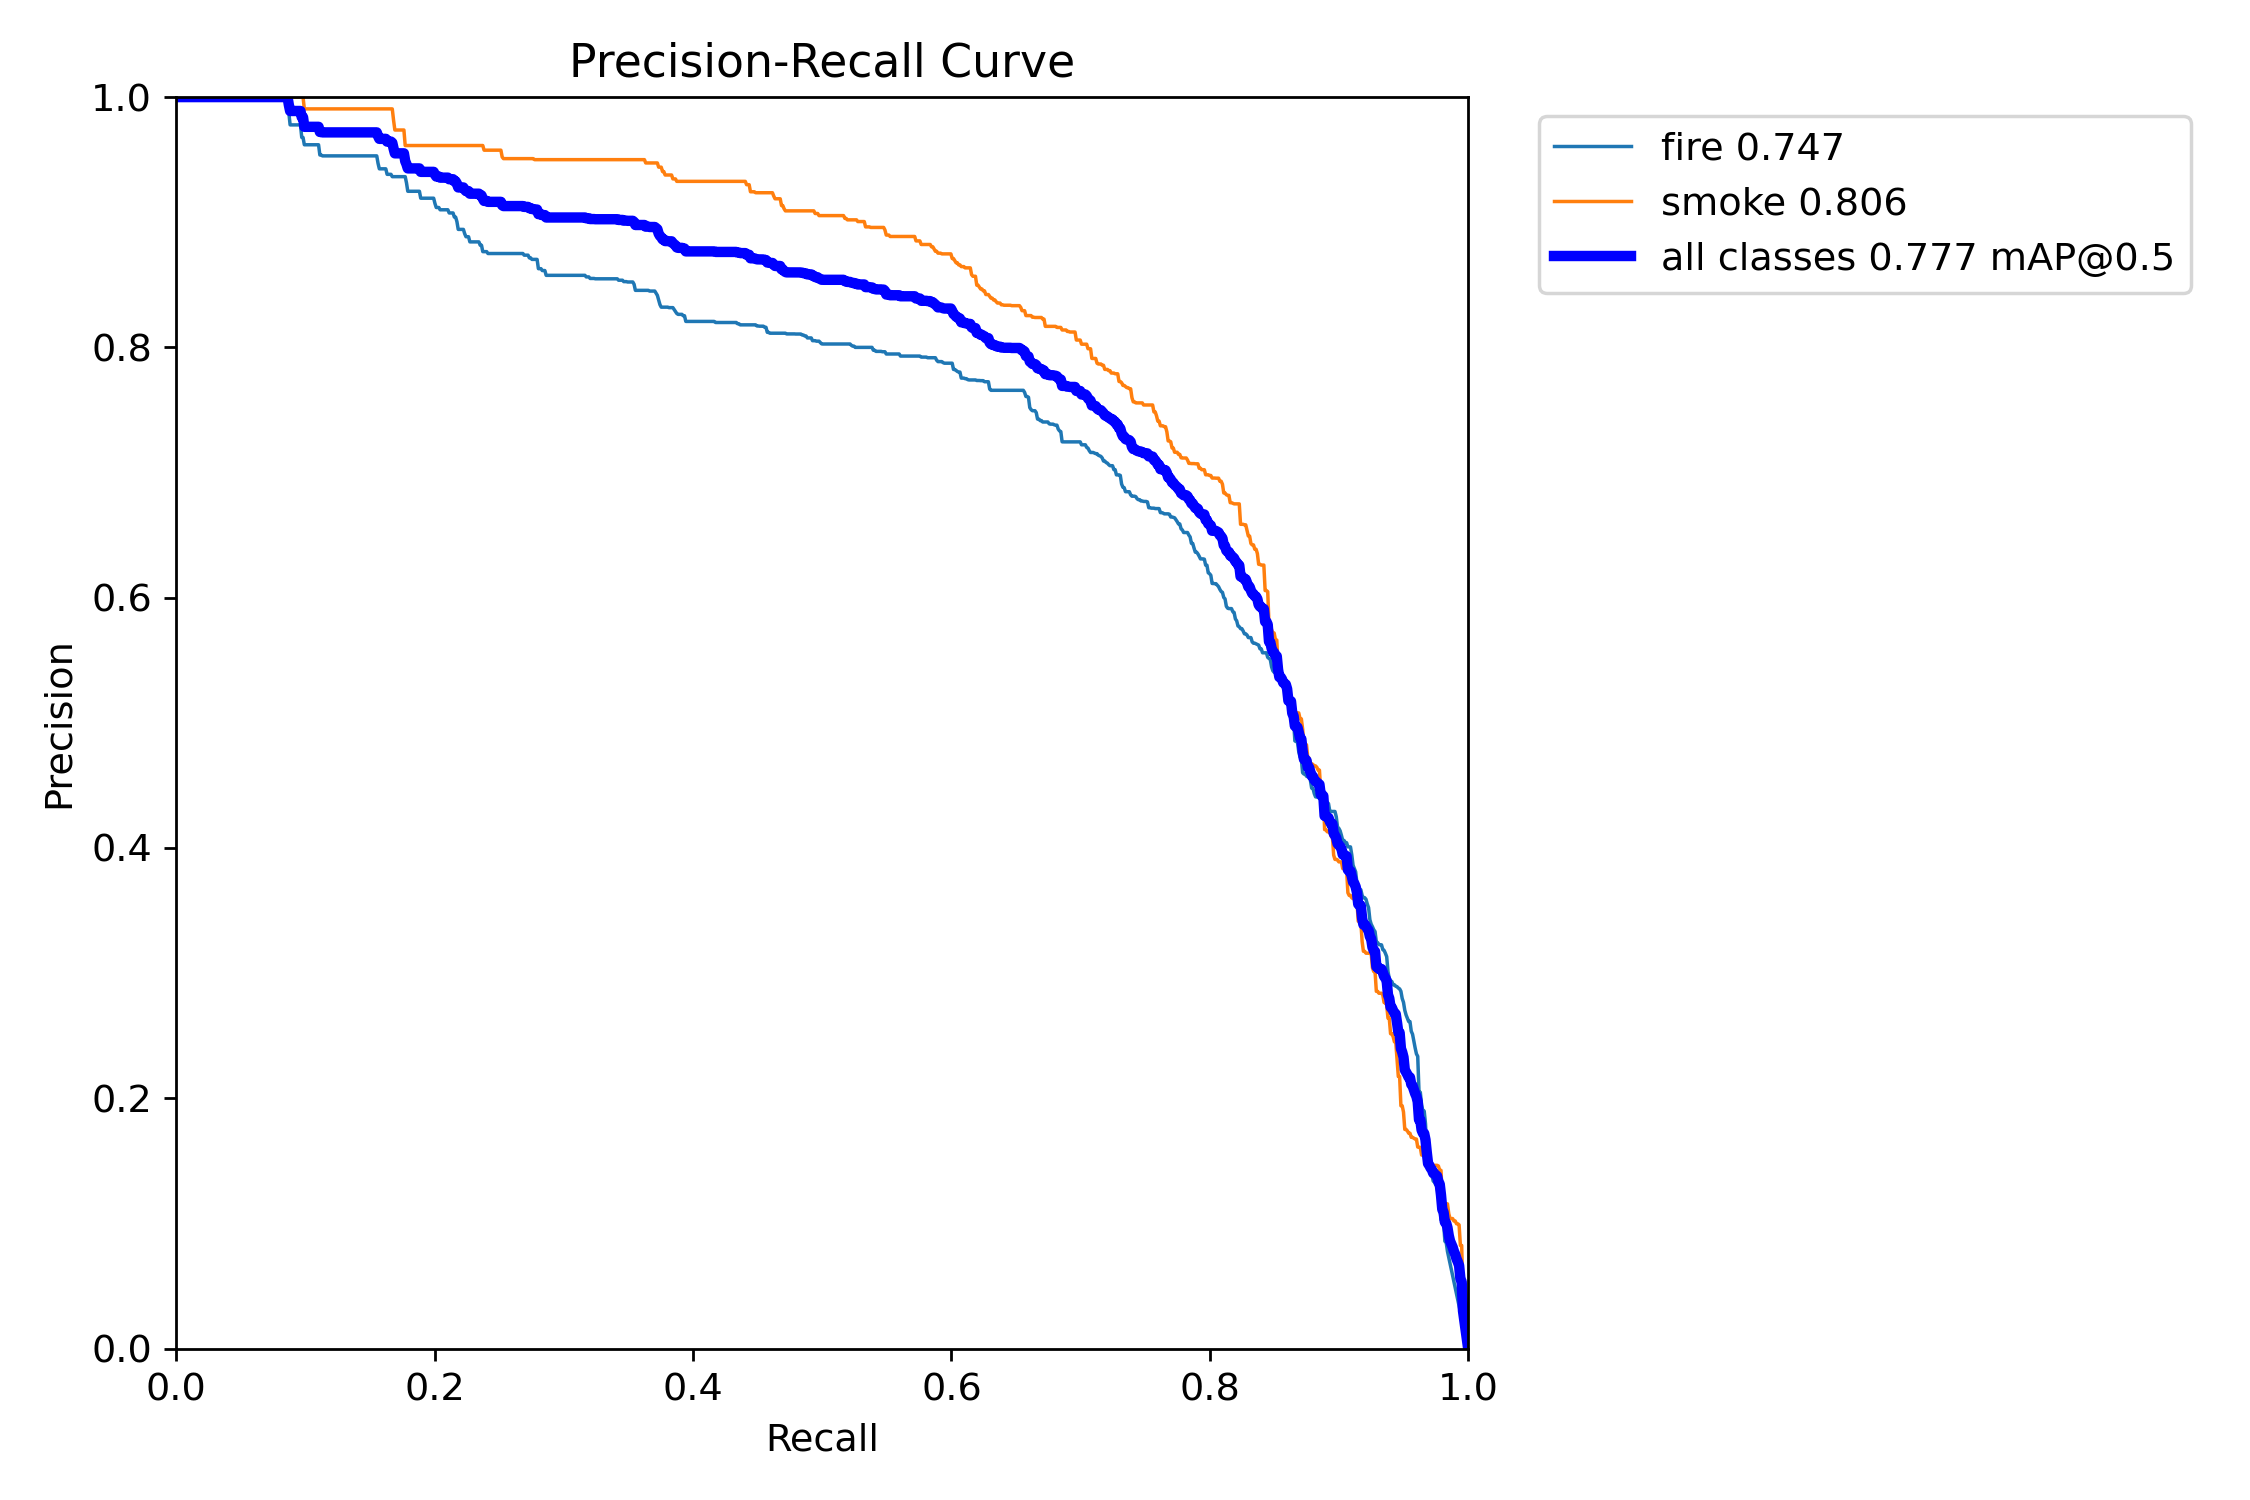 Precision-Recall Curve
1.0
0.8
0.6
0.4
0.2
0.0
Precision
0.0 0.2 0.4 0.6 0.8 1.0
Recall
fire 0.747
smoke 0.806
all classes 0.777 mAP@0.5